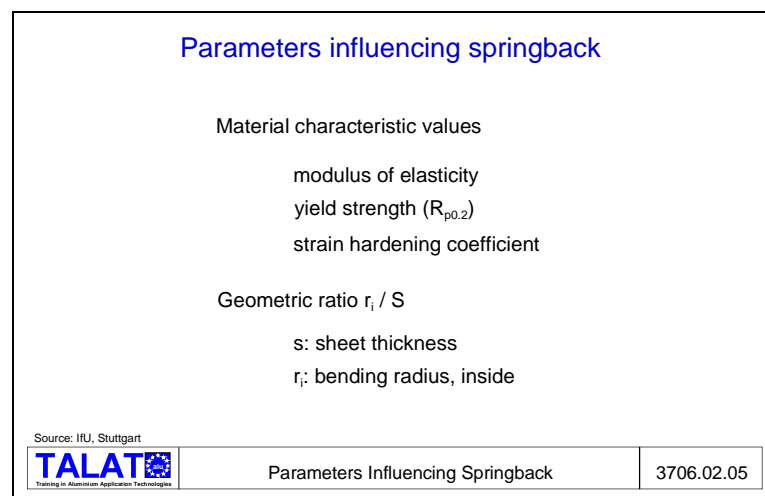 Parameters influencing springback
Material characteristic values
modulus of elasticity
yield strength (Rp0.2)
strain hardening coefficient
Geometric ratio ri / S
s: sheet thickness
ri: bending radius, inside
Source: IfU, Stuttgart
TALAT
alu
Training in Aluminium Application Technologies
Parameters Influencing Springback
3706.02.05